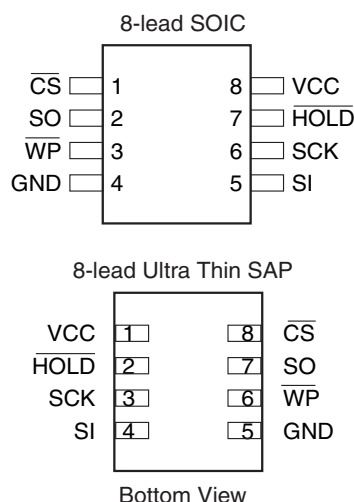 8-lead SOIC
CS 1 8 VCC
SO 2 7 HOLD
WP 3 6 SCK
GND 4 5 SI
8-lead Ultra Thin SAP
VCC 1 8 CS
HOLD 2 7 SO
SCK 3 6 WP
SI 4 5 GND
Bottom View